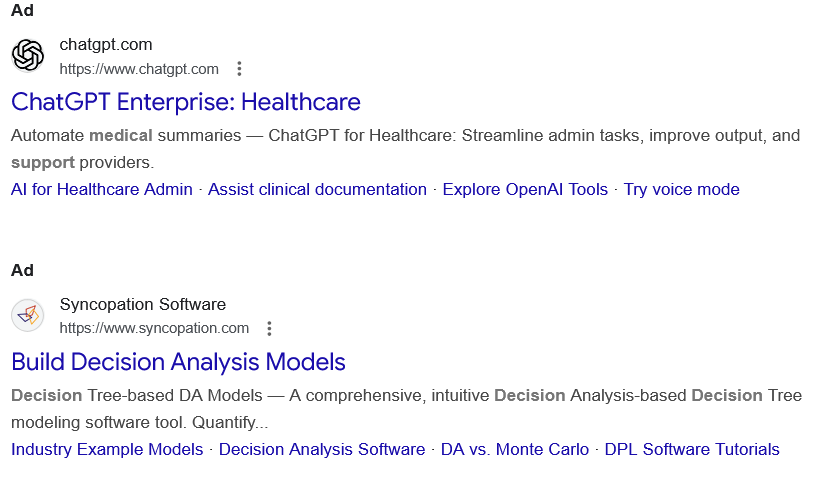 Ad
chatgpt.com
https://www.chatgpt.com
ChatGPT Enterprise: Healthcare
Automate medical summaries — ChatGPT for Healthcare: Streamline admin tasks, improve output, and
support providers.
AI for Healthcare Admin · Assist clinical documentation · Explore OpenAI Tools · Try voice mode
Ad
Syncopation Software
https://www.syncopation.com
Build Decision Analysis Models
Decision Tree-based DA Models — A comprehensive, intuitive Decision Analysis-based Decision Tree
modeling software tool. Quantify...
Industry Example Models · Decision Analysis Software · DA vs. Monte Carlo · DPL Software Tutorials